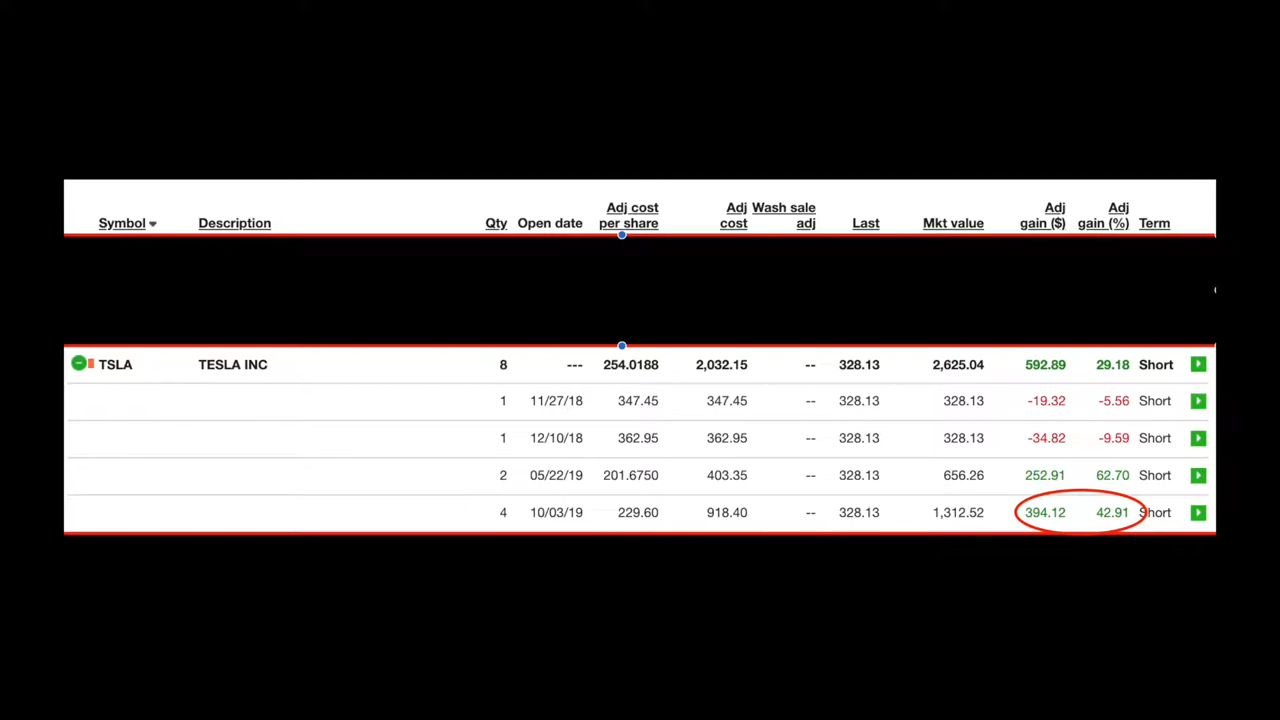 Symbol Description Qty Open date Adj cost per share Adj cost Wash sale adj Last Mkt value Adj gain ($) Adj gain (%) Term
TSLA TESLA INC 8 --- 254.0188 2,032.15 -- 328.13 2,625.04 592.89 29.18 Short
1 11/27/18 347.45 347.45 -- 328.13 328.13 -19.32 -5.56 Short
1 12/10/18 362.95 362.95 -- 328.13 328.13 -34.82 -9.59 Short
2 05/22/19 201.6750 403.35 -- 328.13 656.26 252.91 62.70 Short
4 10/03/19 229.60 918.40 -- 328.13 1,312.52 394.12 42.91 Short